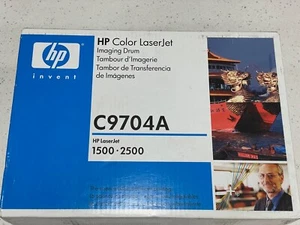 hp
invent
HP Color LaserJet
Imaging Drum
Tambour d'Imagerie
Tambor de Transferencia
de Imágenes
C9704A
HP LaserJet
1500 · 2500